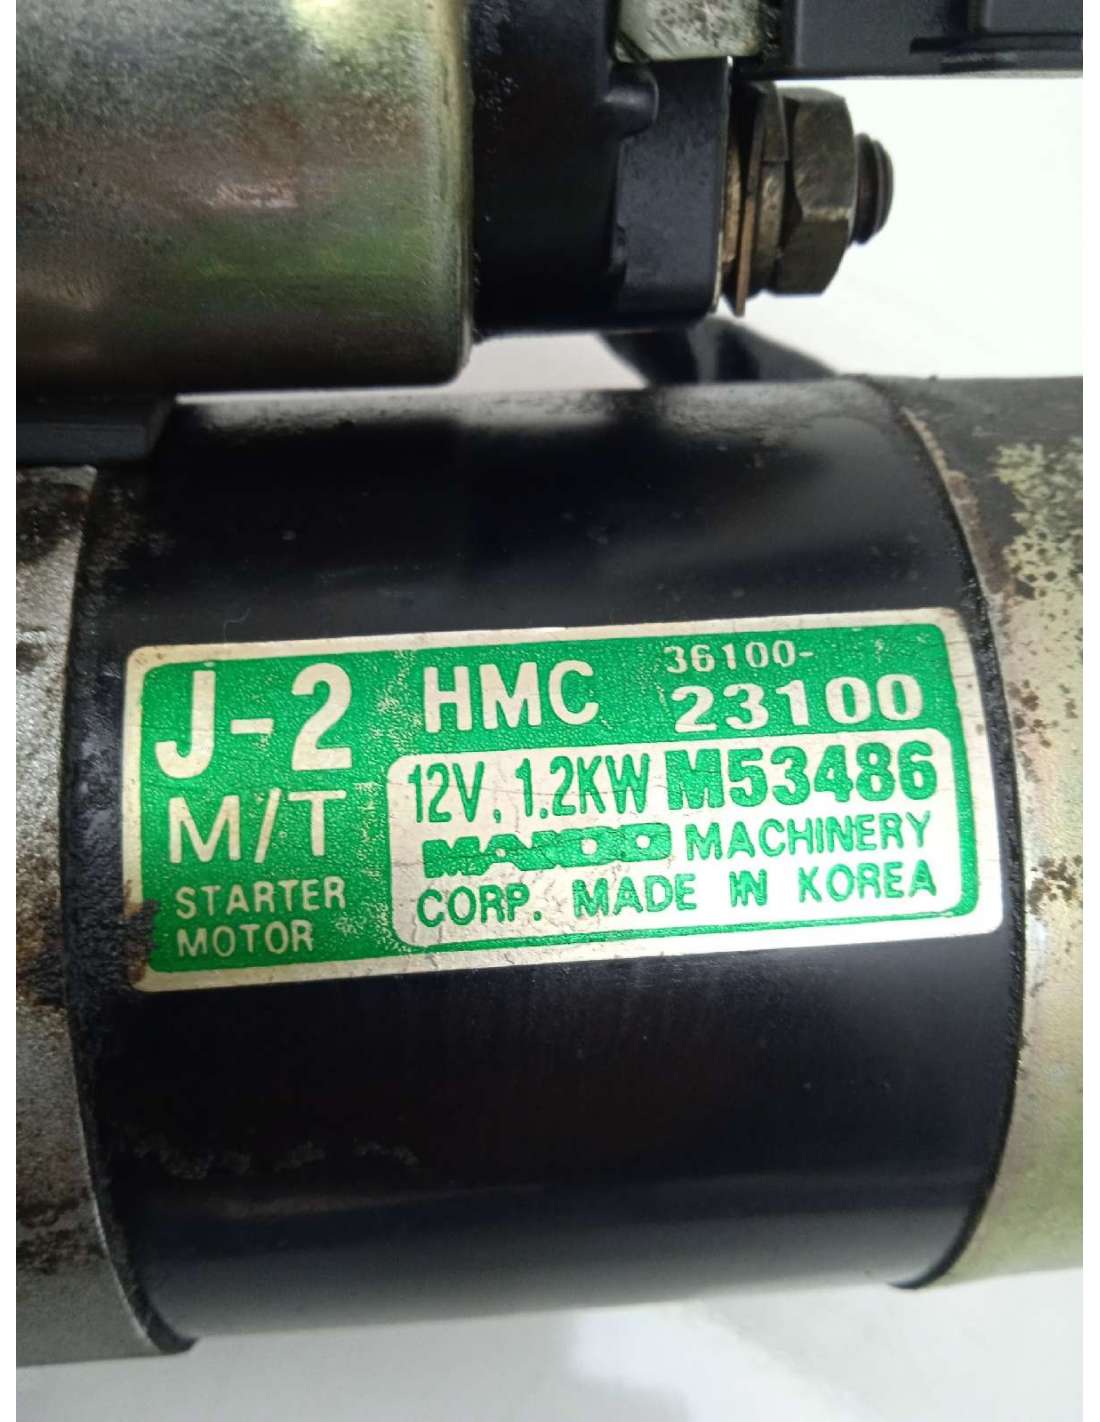 J-2 HMC 36100-
23100
M/T 12V, 1.2KW M53486
MANDO MACHINERY
STARTER CORP. MADE IN KOREA
MOTOR